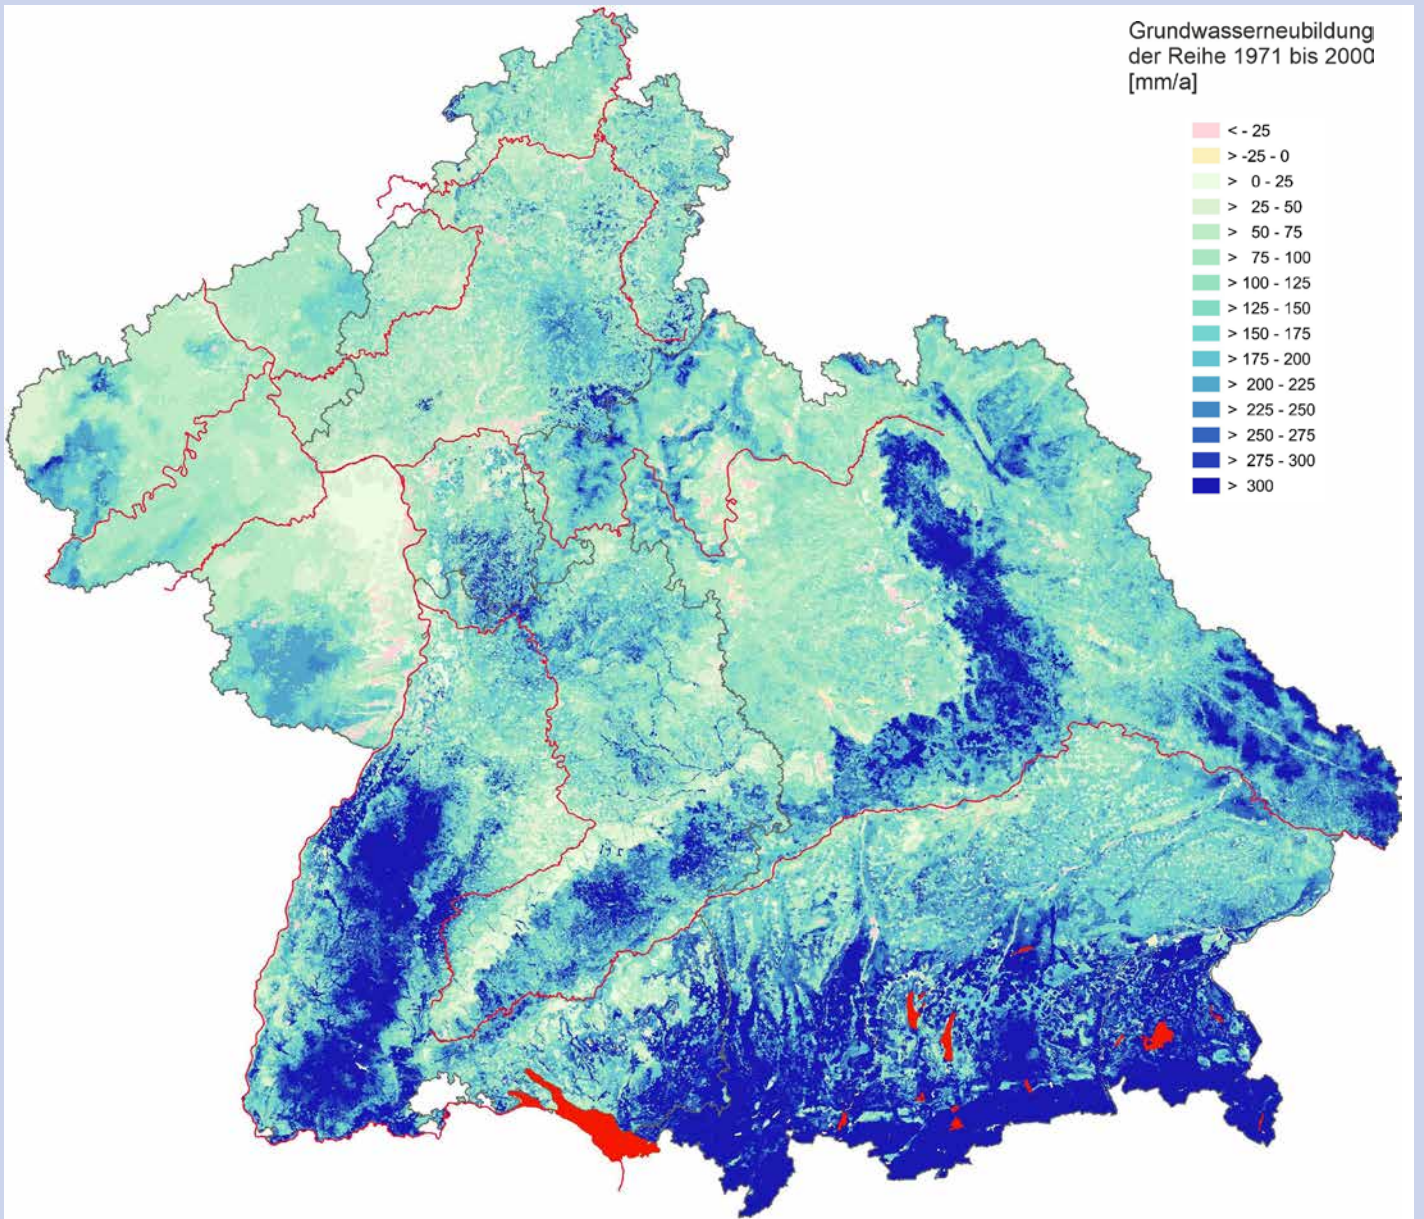 Grundwasserneubildung
der Reihe 1971 bis 2000
[mm/a]
< - 25
> -25 - 0
> 0 - 25
> 25 - 50
> 50 - 75
> 75 - 100
> 100 - 125
> 125 - 150
> 150 - 175
> 175 - 200
> 200 - 225
> 225 - 250
> 250 - 275
> 275 - 300
> 300